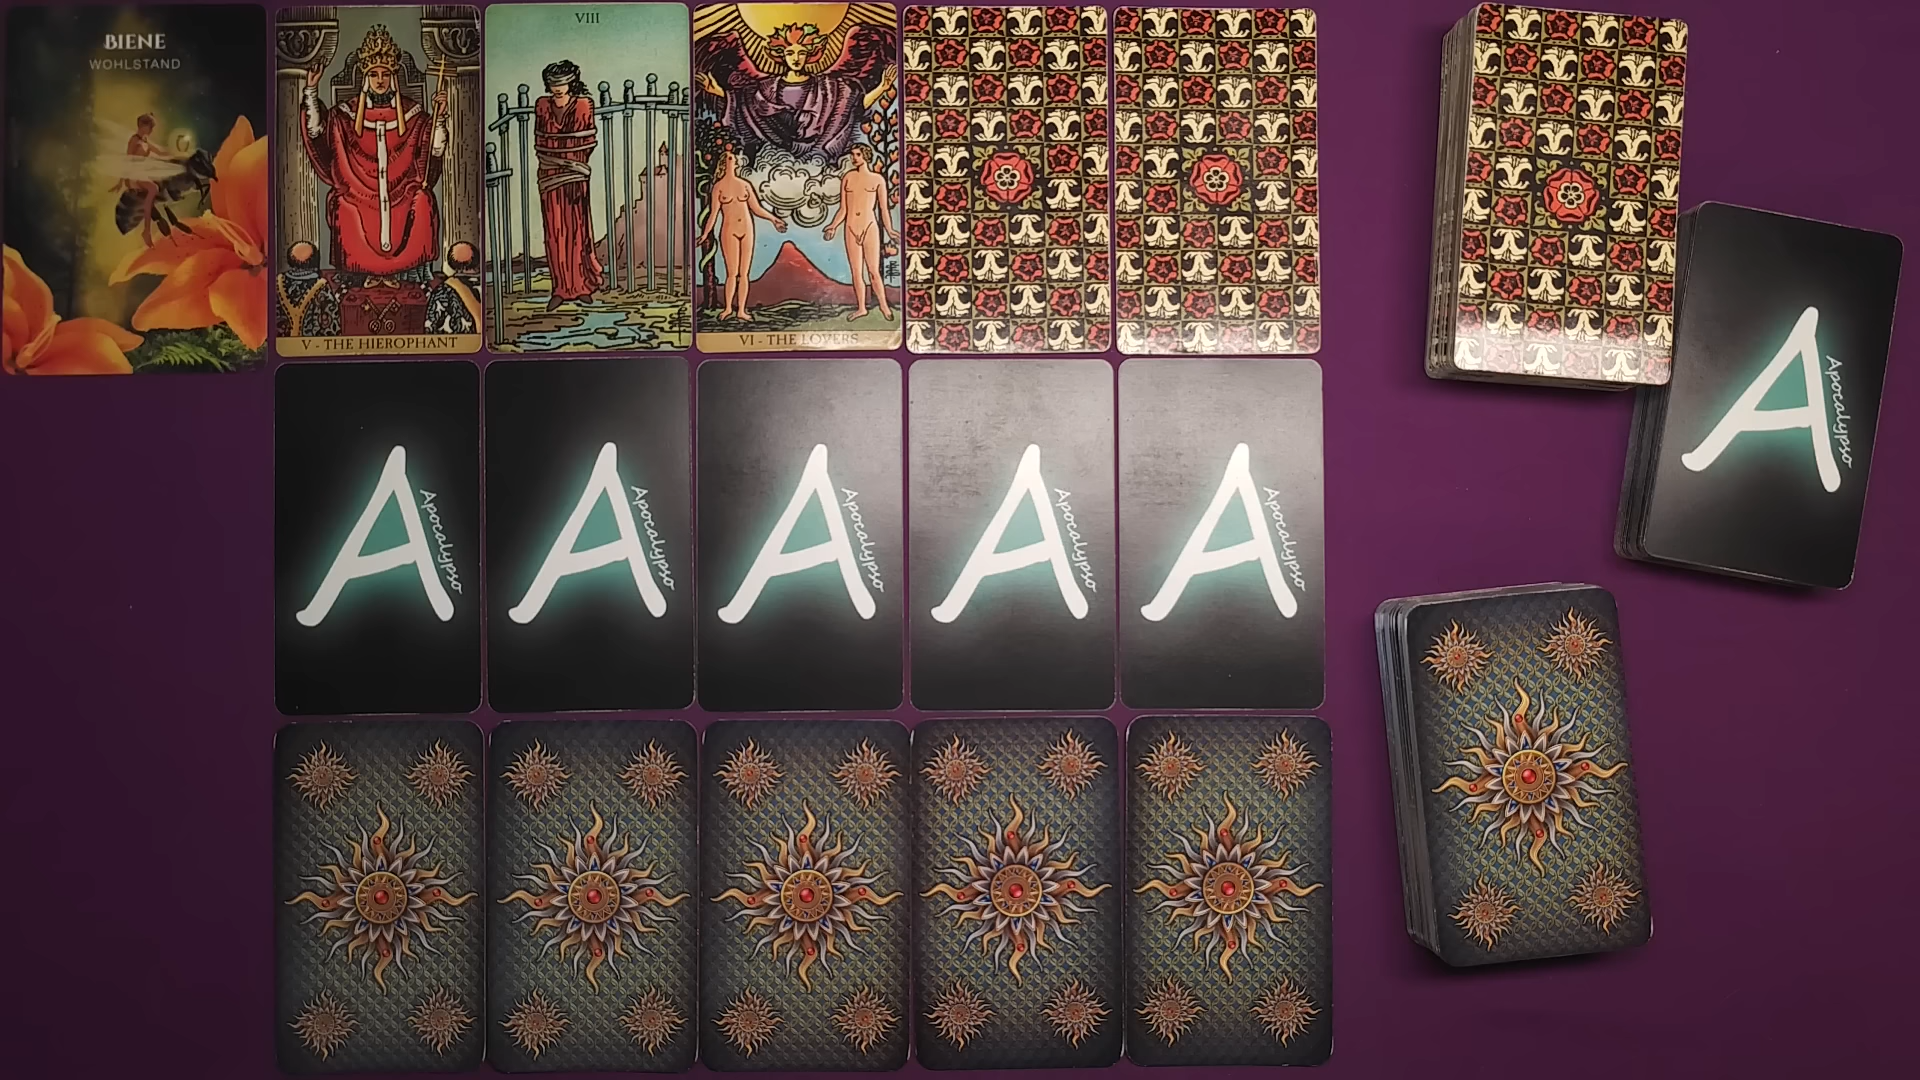 BIENE
WOHLSTAND
V - THE HIEROPHANT
VIII
VI - THE LOVERS
A
Apocalypso
A
Apocalypso
A
Apocalypso
A
Apocalypso
A
Apocalypso
A
Apocalypso